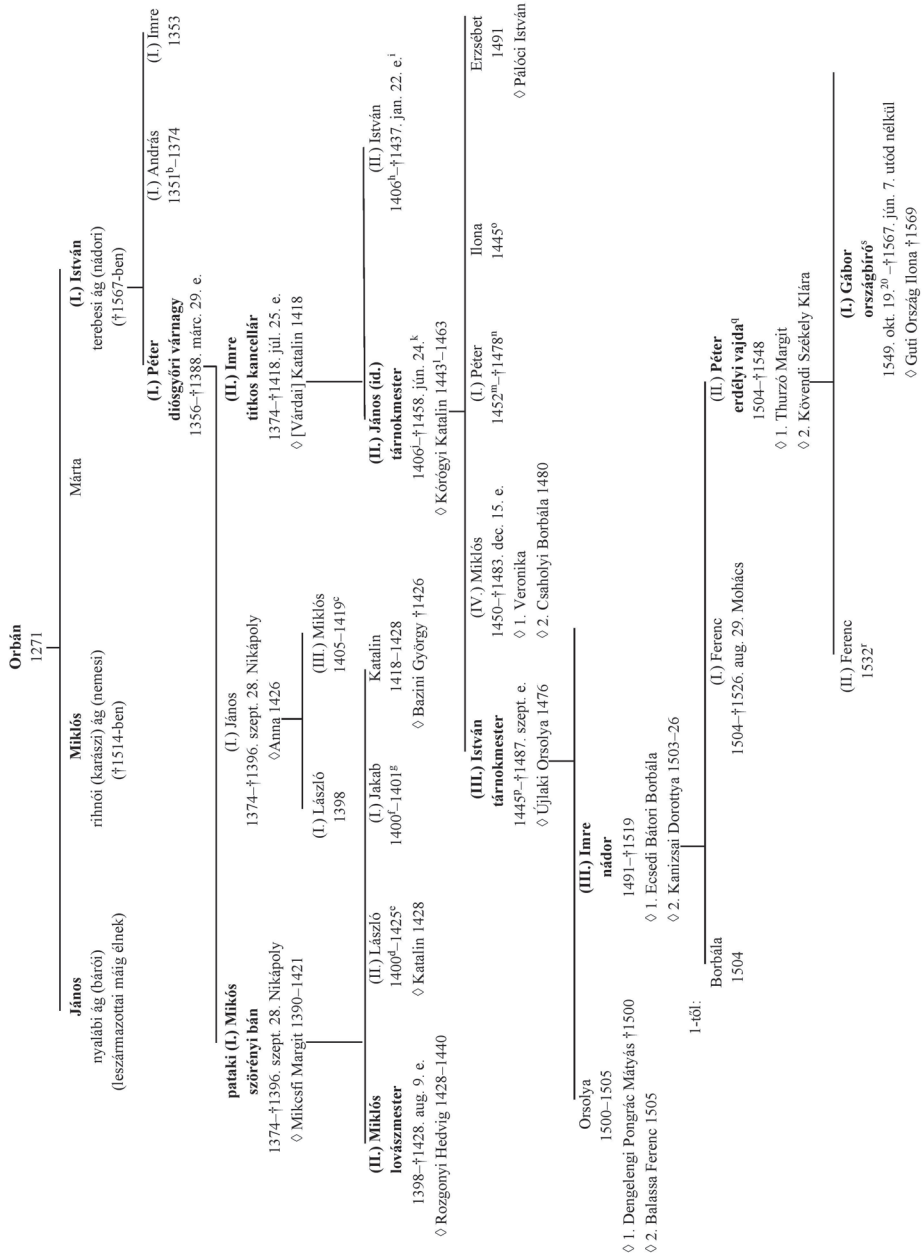 Orbán
1271
János
nyalábi ág (bárói)
(leszármazottai máig élnek)
Miklós
rihnói (karászi) ág (nemesi)
(†1514-ben)
Márta
(I.) István
terebesi ág (nádori)
(†1567-ben)
(I.) Péter
diósgyőri várnagy
1356–†1388. márc. 29. e.
(I.) András
1351ᵇ–1374
(I.) Imre
1353
pataki (I.) Mikós
szörényi bán
1374–†1396. szept. 28. Nikápoly
◊ Mikcsfi Margit 1390–1421
(I.) János
1374–†1396. szept. 28. Nikápoly
◊Anna 1426
(II.) Imre
titkos kancellár
1374–†1418. júl. 25. e.
◊ [Várdai] Katalin 1418
(I.) László
1398
(III.) Miklós
1405–1419ᶜ
(II.) Miklós
lovászmester
1398–†1428. aug. 9. e.
◊ Rozgonyi Hedvig 1428–1440
(II.) László
1400ᵈ–1425ᵉ
◊ Katalin 1428
(I.) Jakab
1400ᶠ–1401ᵍ
Katalin
1418–1428
◊ Bazini György †1426
(II.) János (id.)
tárnokmester
1406ʲ–†1458. jún. 24.ᵏ
◊ Kórógyi Katalin 1443ˡ–1463
(II.) István
1406ʰ–†1437. jan. 22. e.ⁱ
(III.) István
tárnokmester
1445ᵖ–†1487. szept. e.
◊ Újlaki Orsolya 1476
(IV.) Miklós
1450–†1483. dec. 15. e.
◊ 1. Veronika
◊ 2. Csaholyi Borbála 1480
(I.) Péter
1452ᵐ–†1478ⁿ
Ilona
1445ᵒ
Erzsébet
1491
◊ Pálóci István
Orsolya
1500–1505
◊ 1. Dengelengi Pongrác Mátyás †1500
◊ 2. Balassa Ferenc 1505
(III.) Imre
nádor
1491–†1519
◊ 1. Ecsedi Bátori Borbála
◊ 2. Kanizsai Dorottya 1503–26
1-től:
Borbála
1504
(I.) Ferenc
1504–†1526. aug. 29. Mohács
(II.) Péter
erdélyi vajda^q
1504–†1548
◊ 1. Thurzó Margit
◊ 2. Kövendi Székely Klára
(II.) Ferenc
1532ʳ
(I.) Gábor
országbíróˢ
1549. okt. 19.²⁰ –†1567. jún. 7. utód nélkül
◊ Guti Ország Ilona †1569